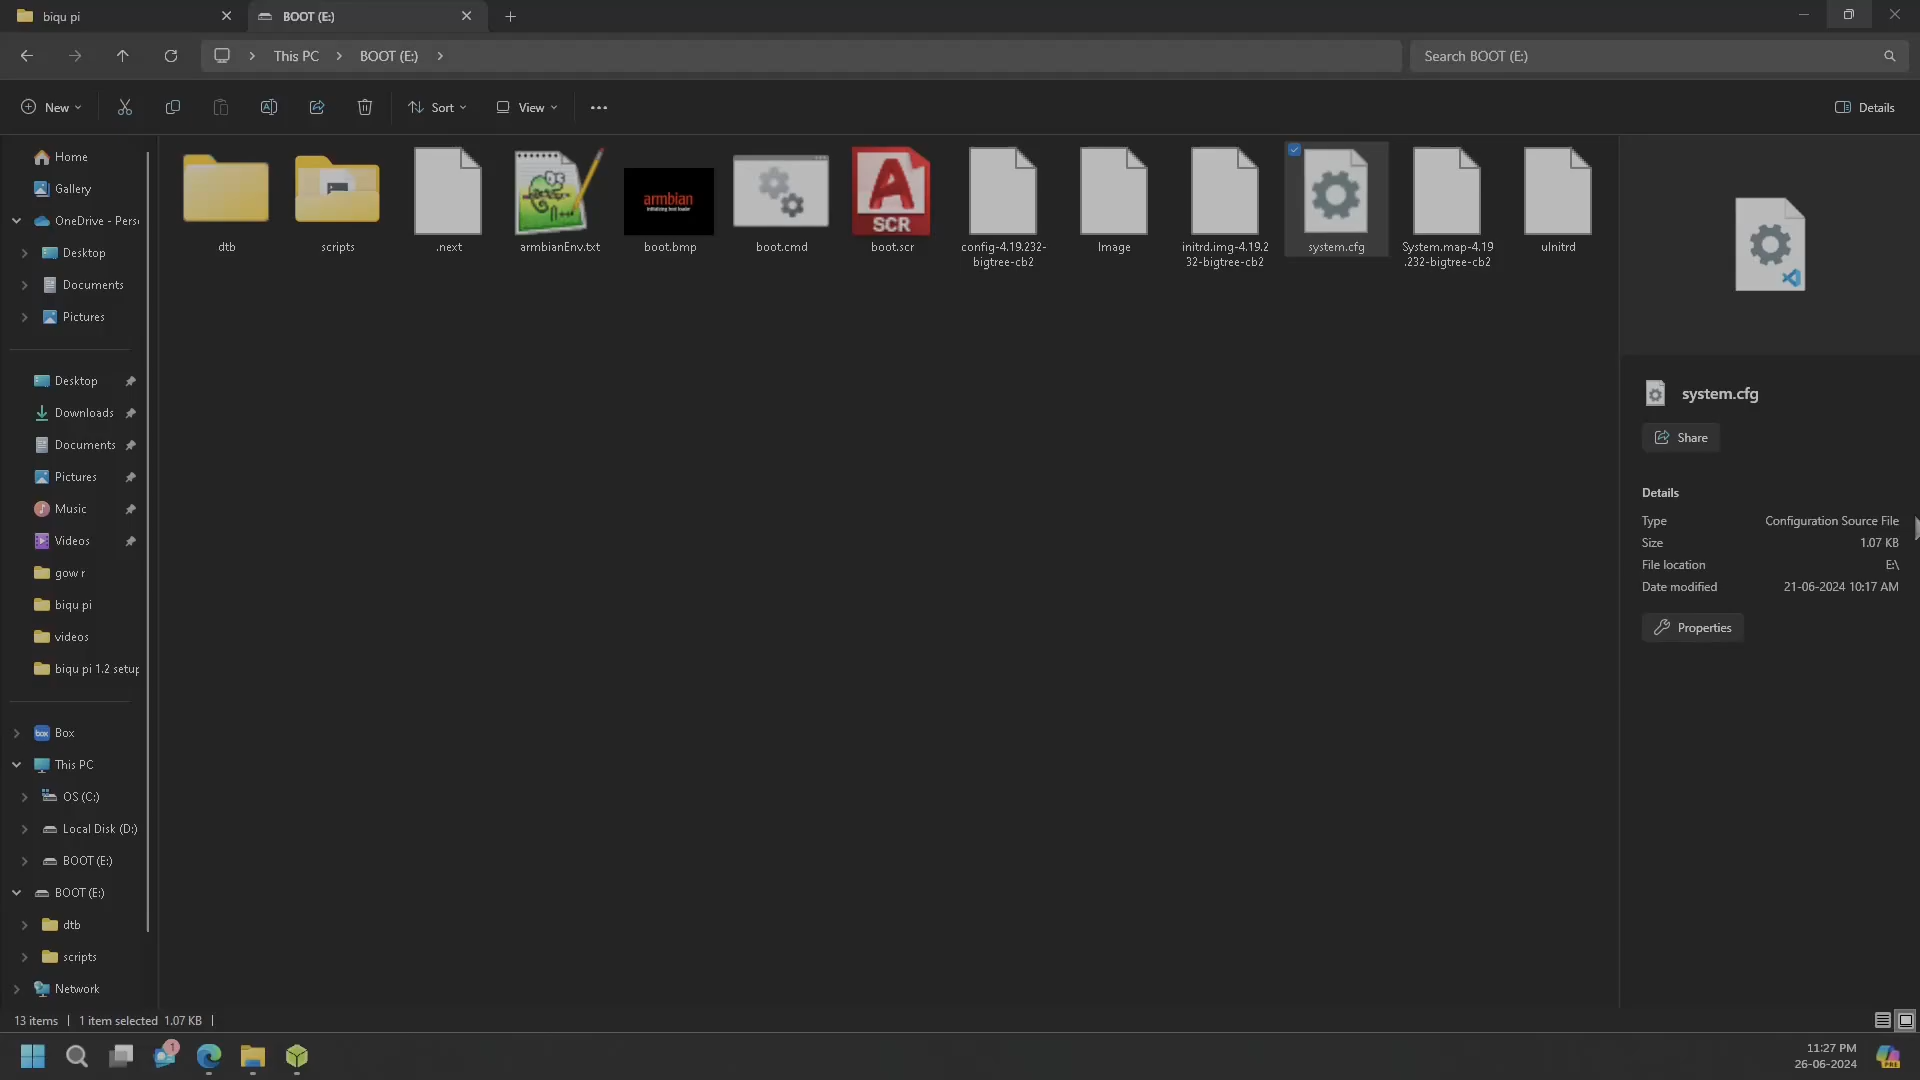 biqu pi
BOOT (E:)
This PC
BOOT (E:)
Search BOOT (E:)
New
Sort
View
Details
Home
Gallery
OneDrive - Pers
Desktop
Documents
Pictures
Desktop
Downloads
Documents
Pictures
Music
Videos
gow r
biqu pi
videos
biqu pi 1.2 setup
Box
This PC
OS (C:)
Local Disk (D:)
BOOT (E:)
BOOT (E:)
dtb
scripts
Network
armbian
SCR
box
dtb
scripts
.next
armbianEnv.txt
boot.bmp
boot.cmd
boot.scr
config-4.19.232-
bigtree-cb2
Image
initrd.img-4.19.2
32-bigtree-cb2
system.cfg
System.map-4.19
.232-bigtree-cb2
uInitrd
system.cfg
Share
Details
Type Configuration Source File
Size 1.07 KB
File location E:\
Date modified 21-06-2024 10:17 AM
Properties
13 items | 1 item selected 1.07 KB |
1
11:27 PM
26-06-2024